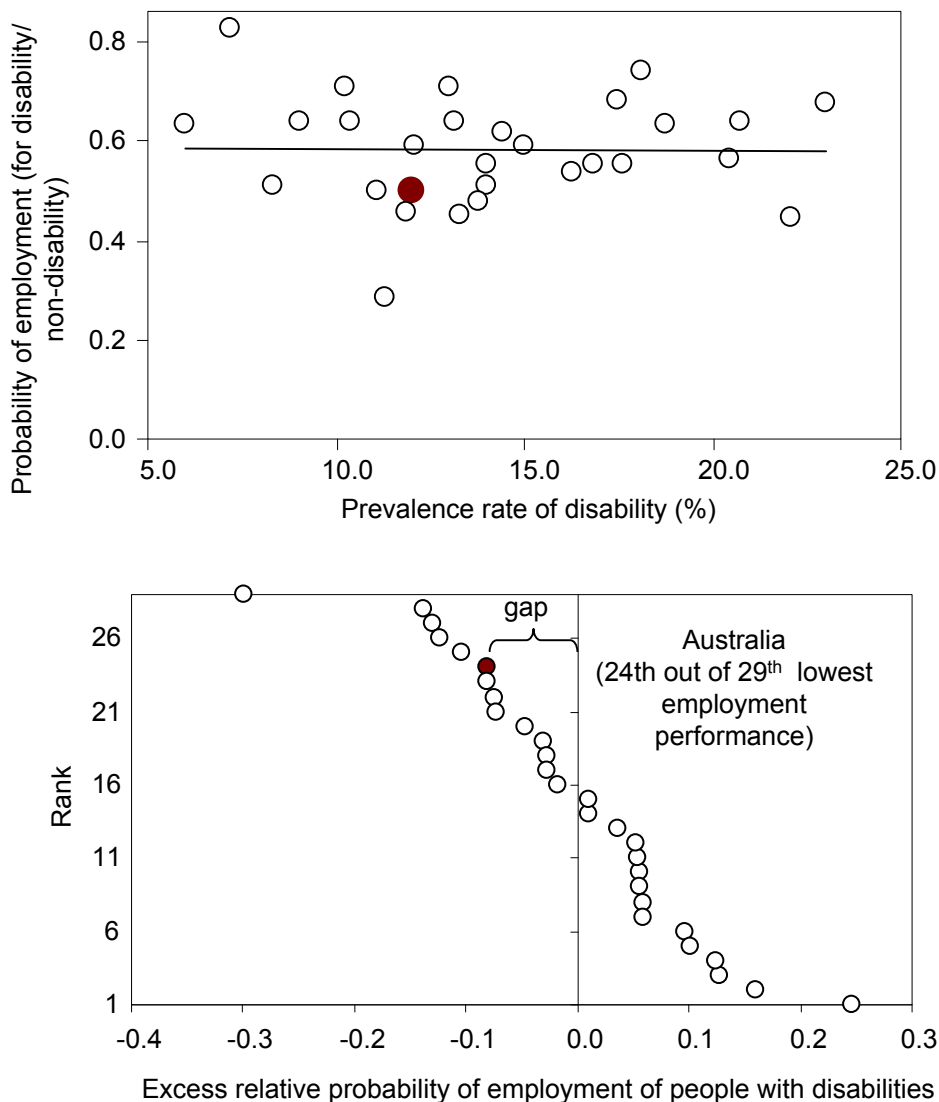 Probability of employment (for disability/
non-disability)
0.8
0.6
0.4
0.2
0.0
5.0 10.0 15.0 20.0 25.0
Prevalence rate of disability (%)
gap
Australia
(24th out of 29th lowest
employment
performance)
Rank
26
21
16
11
6
1
-0.4 -0.3 -0.2 -0.1 0.0 0.1 0.2 0.3
Excess relative probability of employment of people with disabilities